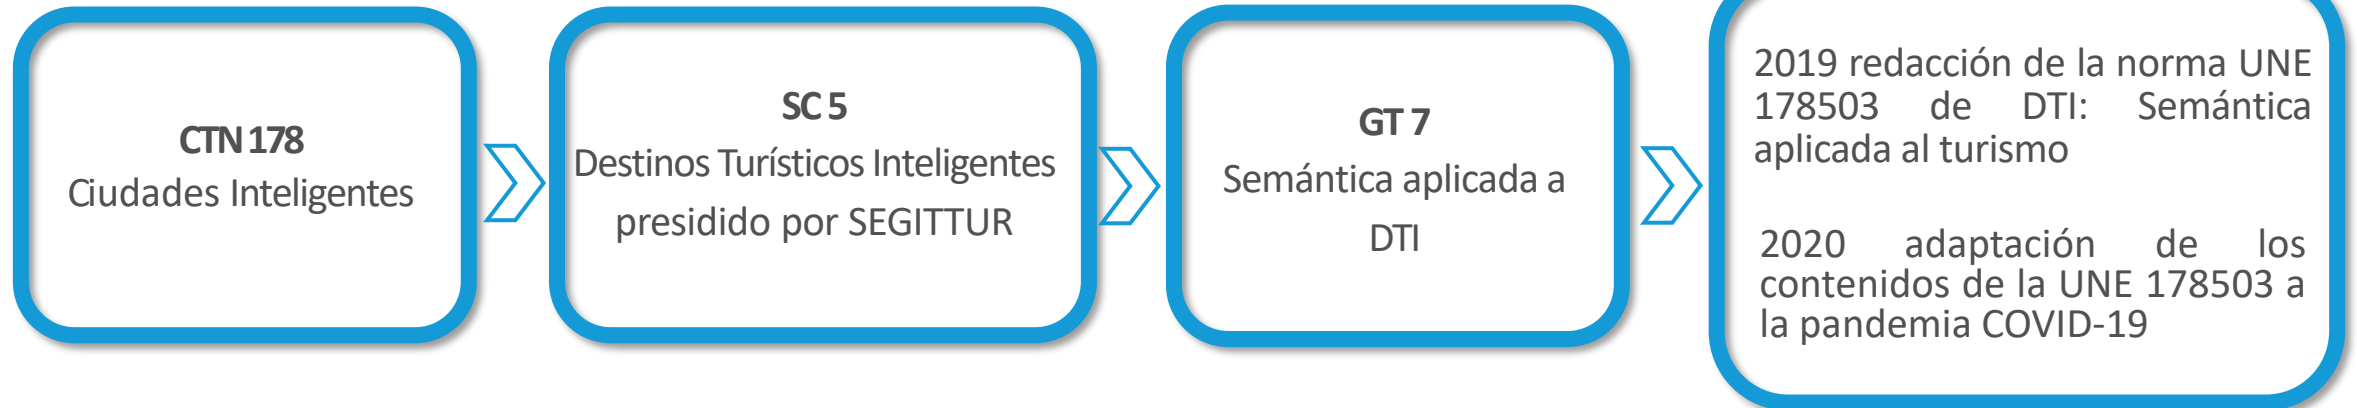 CTN 178
Ciudades Inteligentes
SC 5
Destinos Turísticos Inteligentes
presidido por SEGITTUR
GT 7
Semántica aplicada a
DTI
2019 redacción de la norma UNE
178503 de DTI: Semántica
aplicada al turismo
2020 adaptación de los
contenidos de la UNE 178503 a
la pandemia COVID-19